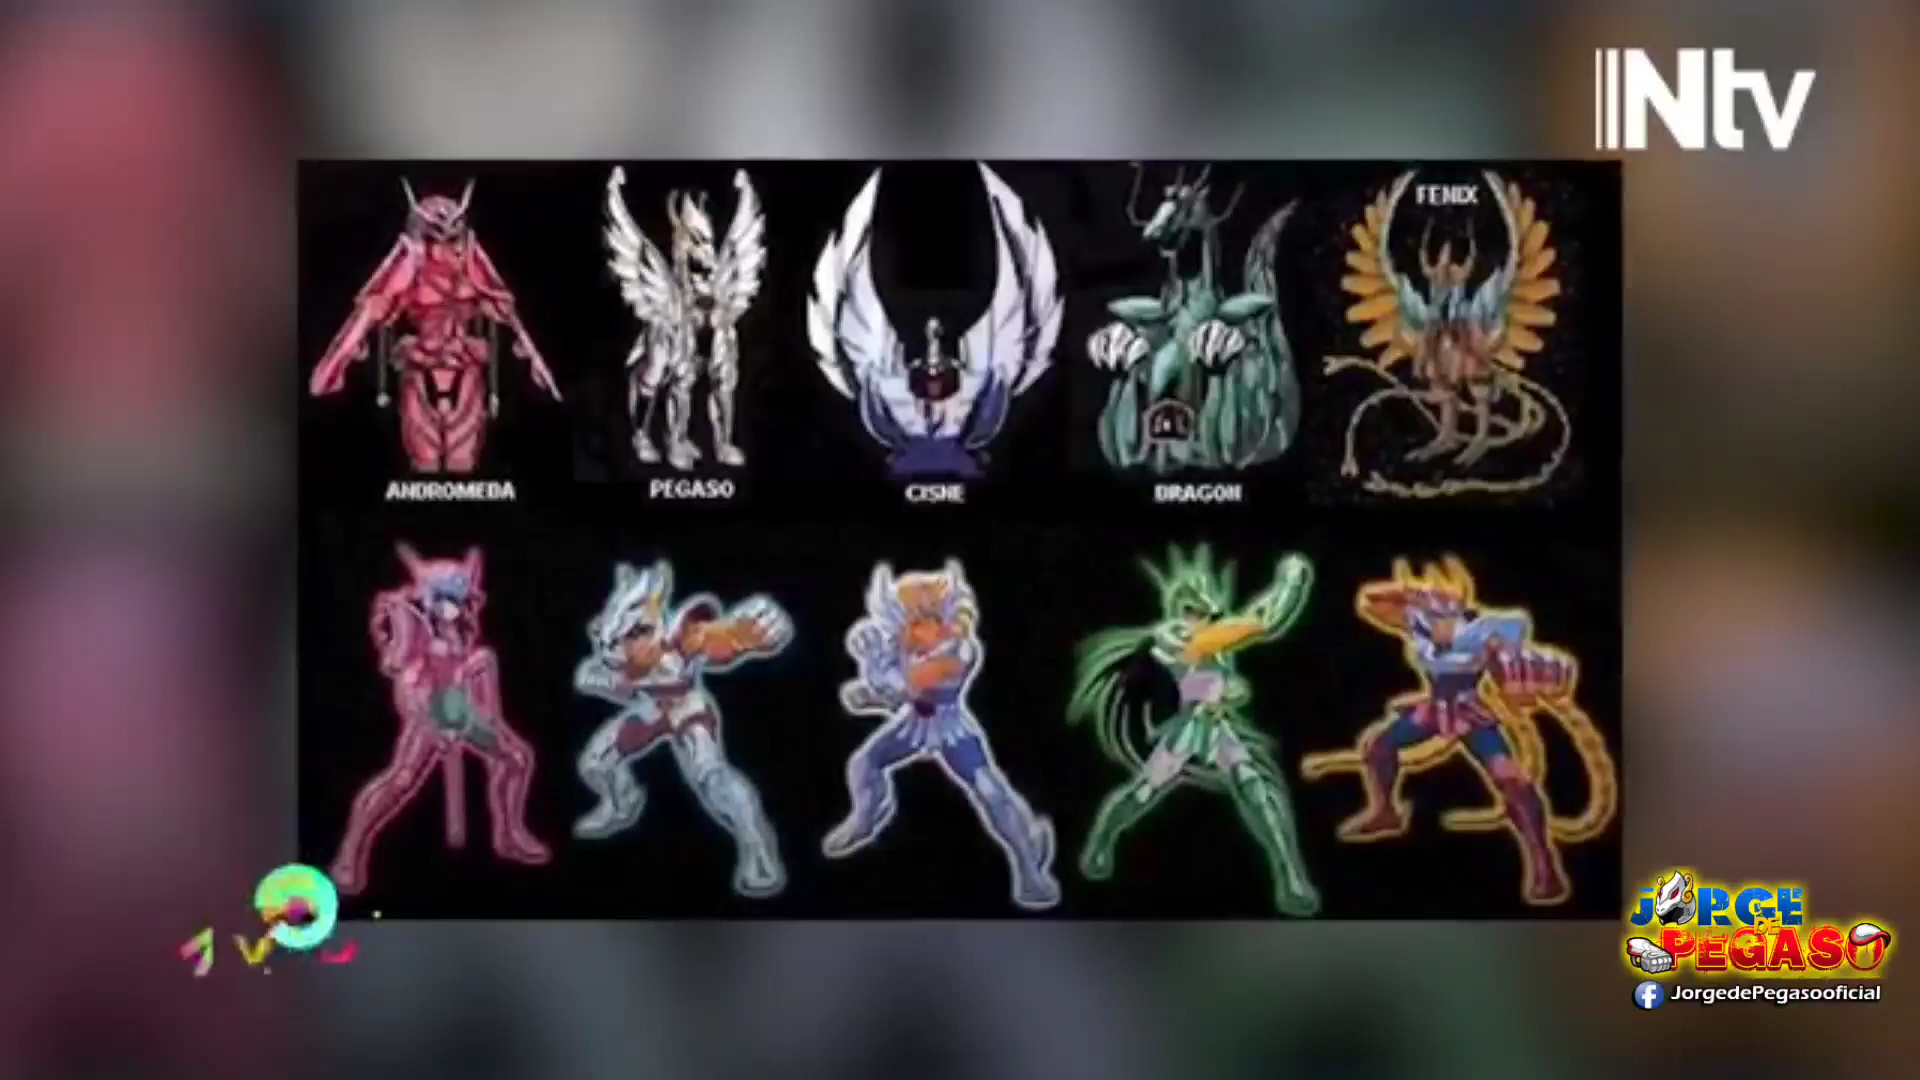 Ntv
FENIX
ANDROMEDA
PEGASO
CISNE
DRAGON
JORGE
DE
PEGASO
JorgedePegasooficial